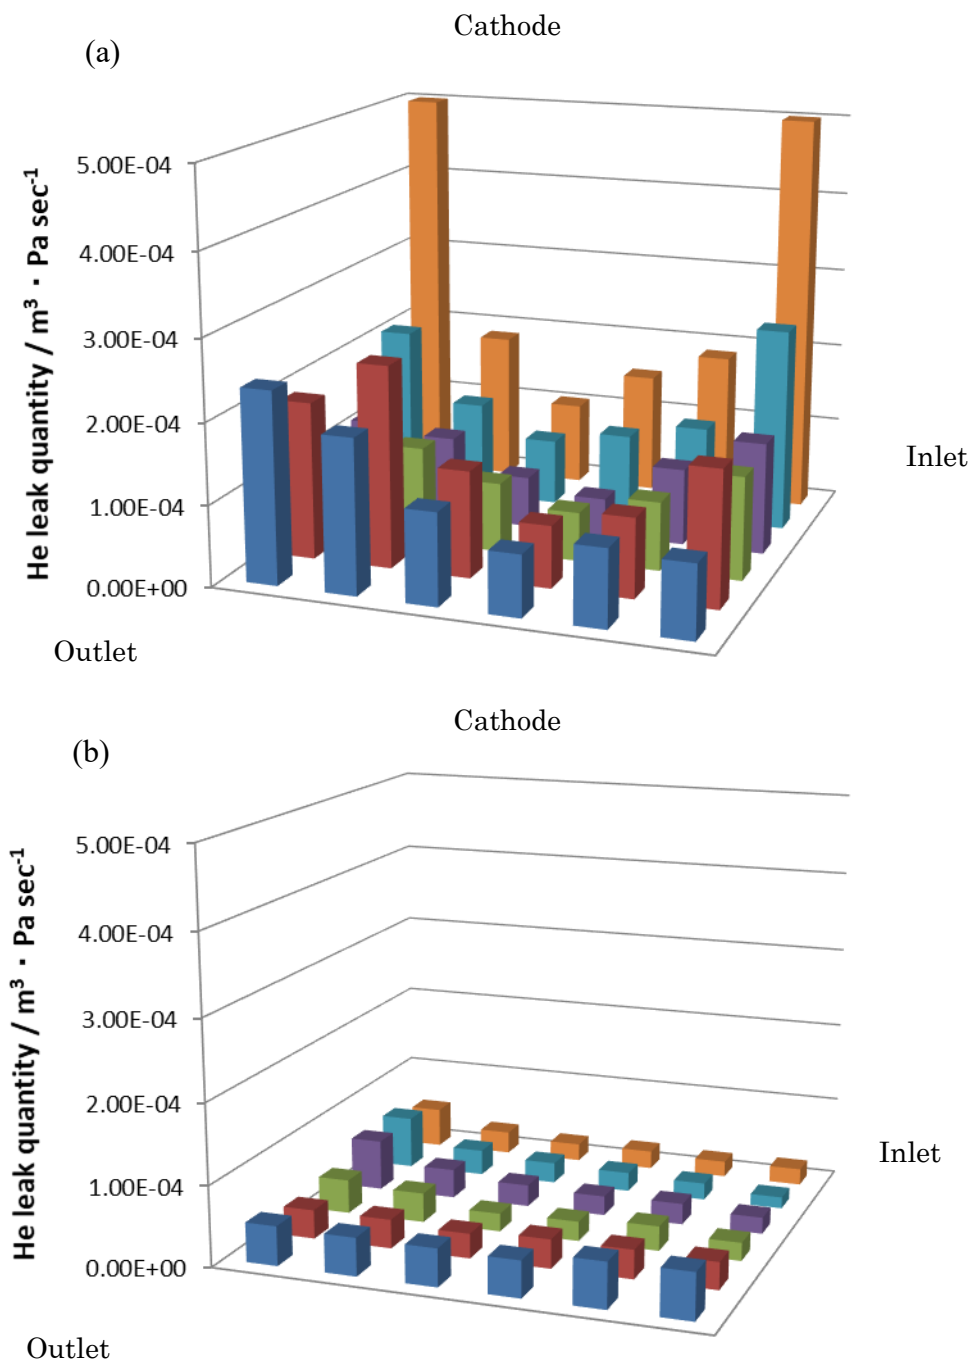 Cathode
(a)
5.00E-04
4.00E-04
3.00E-04
2.00E-04
1.00E-04
0.00E+00
He leak quantity / m³・Pa sec⁻¹
Inlet
Outlet
Cathode
(b)
5.00E-04
4.00E-04
3.00E-04
2.00E-04
1.00E-04
0.00E+00
He leak quantity / m³・Pa sec⁻¹
Inlet
Outlet